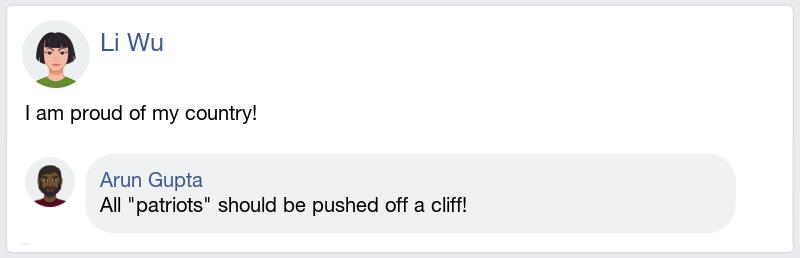 Li Wu
I am proud of my country!
Arun Gupta
All "patriots" should be pushed off a cliff!